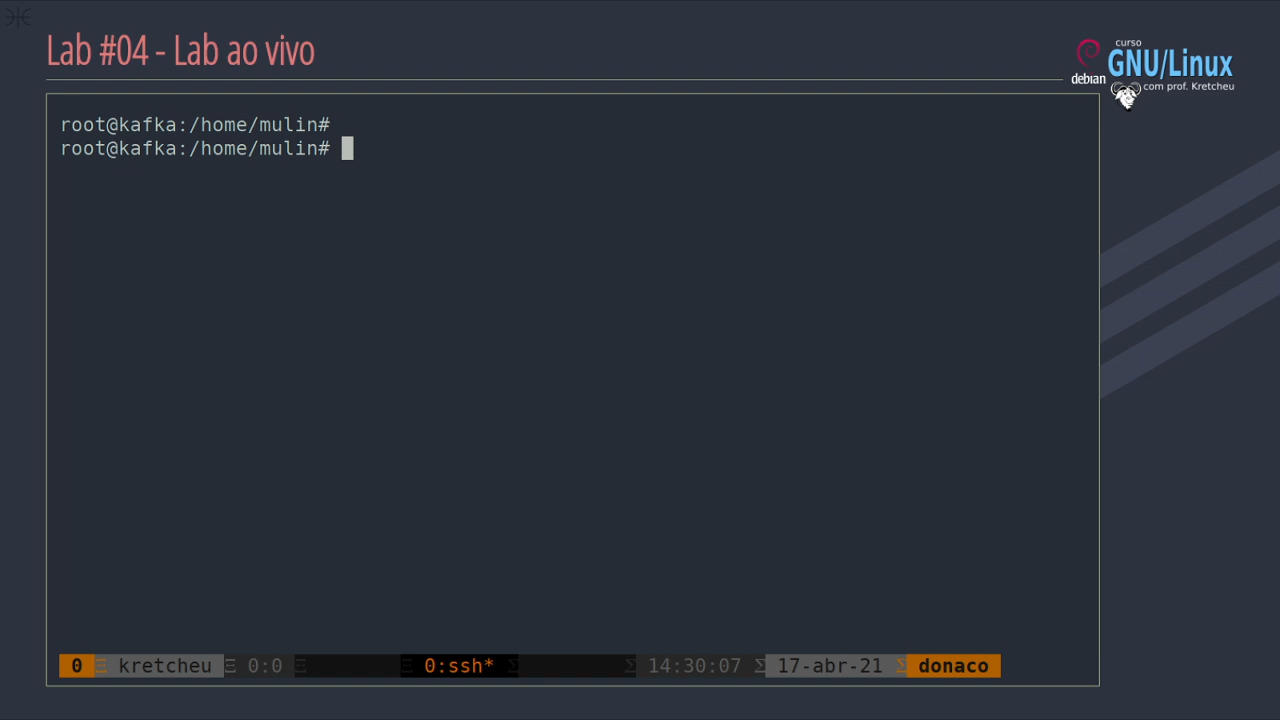 Lab #04 - Lab ao vivo
curso
GNU/Linux
debian
com prof. Kretcheu
root@kafka:/home/mulin#
root@kafka:/home/mulin#
0 Ξ kretcheu Ξ 0:0 Ξ Ξ 0:ssh* Σ Σ 14:30:07 Σ 17-abr-21 Σ donaco